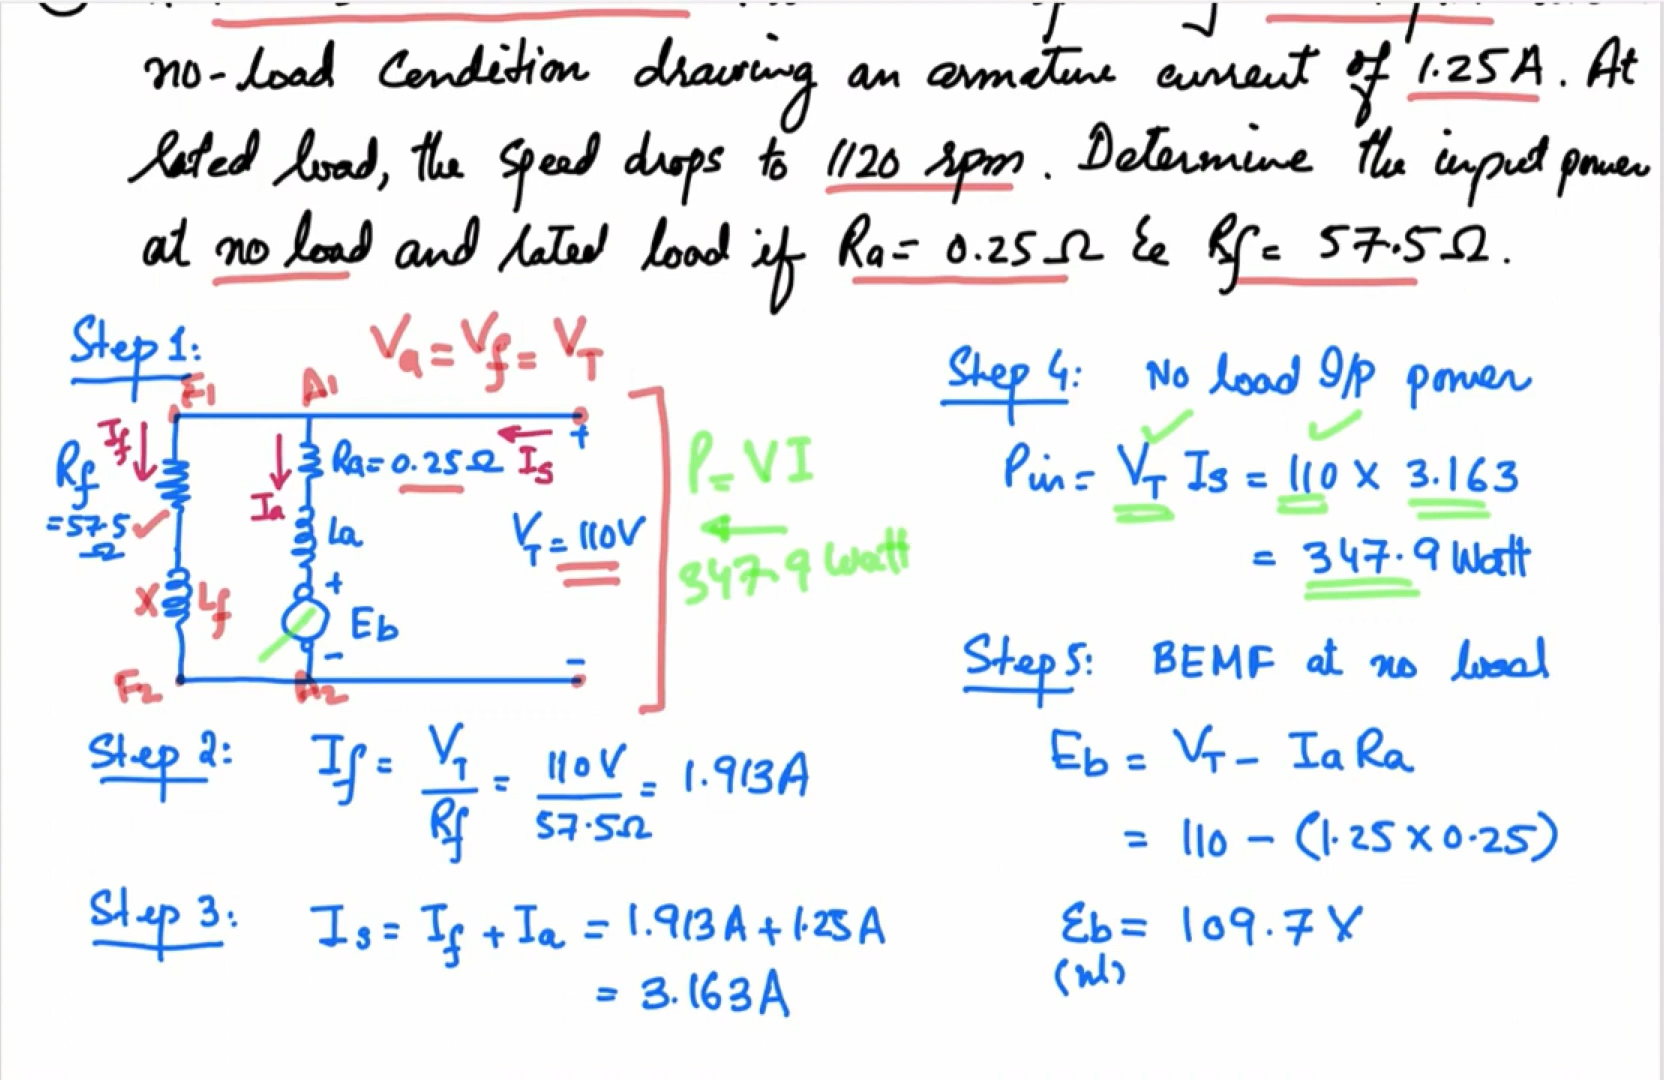 no-load Condition drawing an armature current of 1.25A. At
rated load, the speed drops to 1120 rpm. Determine the input power
at no load and rated load if Ra = 0.25Ω & Rf = 57.5Ω.
Step 1:
Va = Vf = VT
F1 A1
If
Rf
= 57.5
Ω
Ia
Ra = 0.25Ω
Is
+
La
VT = 110V
X Lf
+
Eb
-
-
F2 A2
P = VI
347.9 Watt
Step 2: If = VT / Rf = 110V / 57.5Ω = 1.913A
Step 3: Is = If + Ia = 1.913A + 1.25A
= 3.163A
Step 4: No load I/p power
Pin = VT Is = 110 x 3.163
= 347.9 Watt
Step 5: BEMF at no load
Eb = VT - IaRa
= 110 - (1.25 x 0.25)
Eb = 109.7 V
(nl)